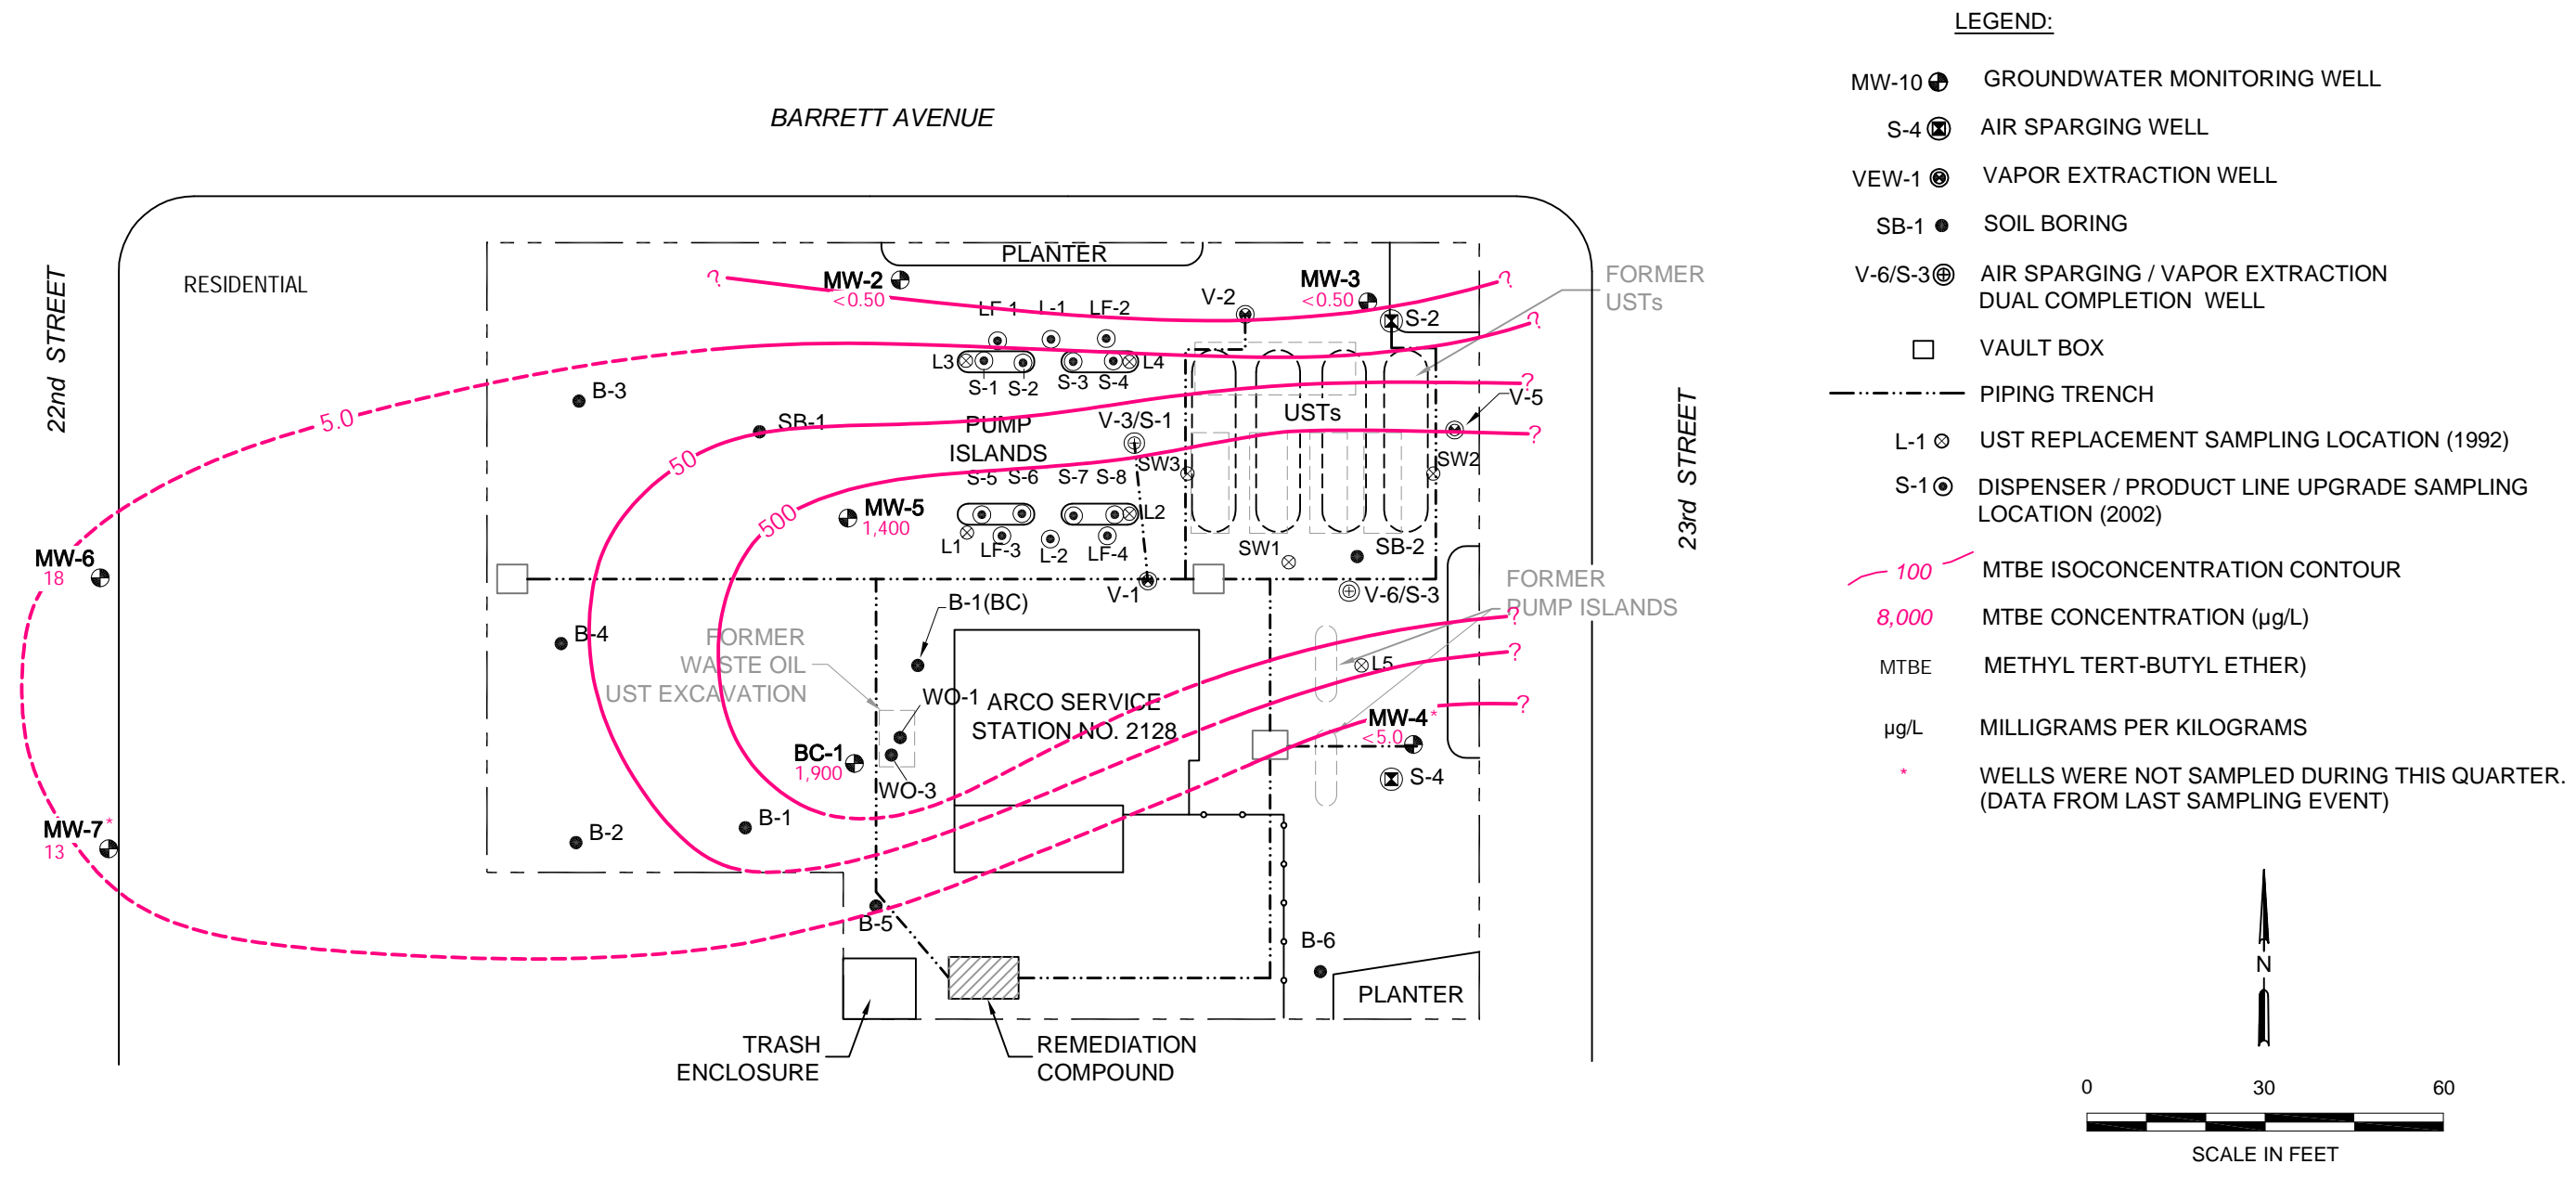 LEGEND:
MW-10 GROUNDWATER MONITORING WELL
S-4 AIR SPARGING WELL
VEW-1 VAPOR EXTRACTION WELL
SB-1 SOIL BORING
V-6/S-3 AIR SPARGING / VAPOR EXTRACTION
DUAL COMPLETION WELL
VAULT BOX
PIPING TRENCH
L-1 UST REPLACEMENT SAMPLING LOCATION (1992)
S-1 DISPENSER / PRODUCT LINE UPGRADE SAMPLING
LOCATION (2002)
100 MTBE ISOCONCENTRATION CONTOUR
8,000 MTBE CONCENTRATION (µg/L)
MTBE METHYL TERT-BUTYL ETHER)
µg/L MILLIGRAMS PER KILOGRAMS
* WELLS WERE NOT SAMPLED DURING THIS QUARTER.
(DATA FROM LAST SAMPLING EVENT)
N
0 30 60
SCALE IN FEET
BARRETT AVENUE
22nd STREET
23rd STREET
RESIDENTIAL
PLANTER
? MW-2
<0.50
MW-3
<0.50
?
FORMER
USTs
LF-1 L-1 LF-2
V-2
S-2
?
L3
L4
S-1 S-2 S-3 S-4
?
B-3
5.0
SB-1
PUMP
ISLANDS
V-3/S-1
USTs
V-5
?
50
SW3
SW2
S-5 S-6 S-7 S-8
MW-5
1,400
500
L2
L1
LF-3
L-2
LF-4
SW1
SB-2
MW-6
18
V-1
V-6/S-3
FORMER
PUMP ISLANDS
?
B-1(BC)
B-4
FORMER
WASTE OIL
UST EXCAVATION
L5
?
WO-1
ARCO SERVICE
STATION NO. 2128
MW-4*
<5.0
?
BC-1
1,900
WO-3
S-4
MW-7*
13
B-2
B-1
B-5
B-6
PLANTER
TRASH
ENCLOSURE
REMEDIATION
COMPOUND